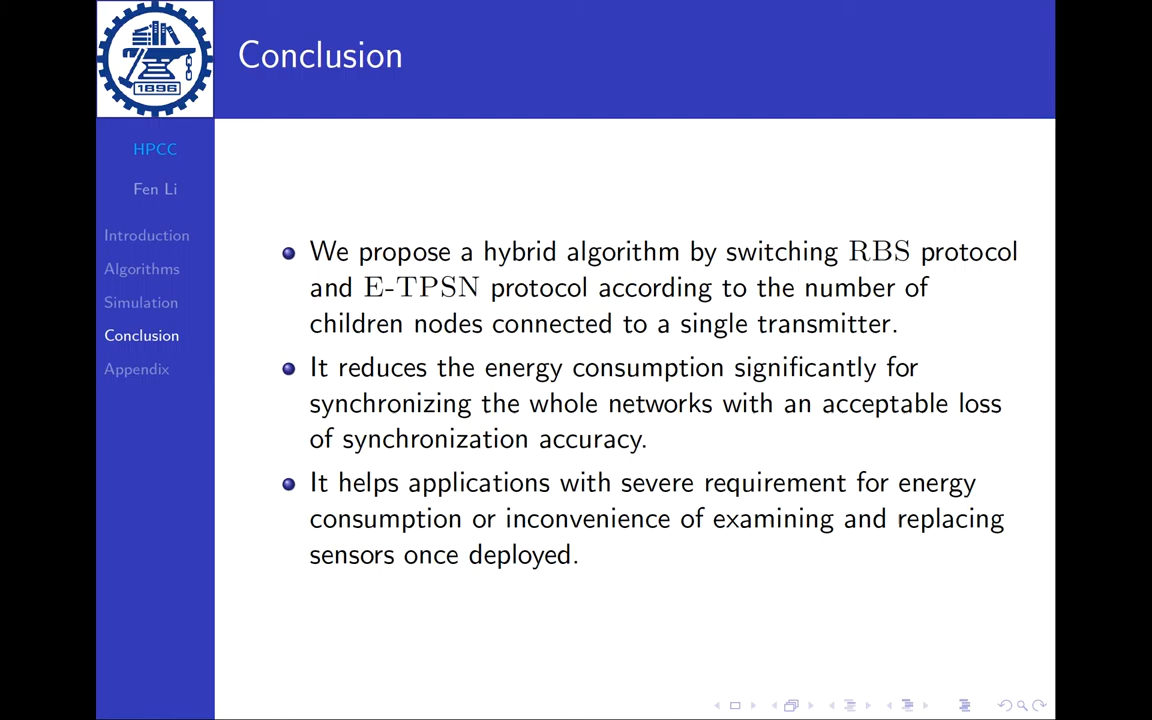 1896
Conclusion
HPCC
Fen Li
Introduction
Algorithms
Simulation
Conclusion
Appendix
We propose a hybrid algorithm by switching RBS protocol
and E-TPSN protocol according to the number of
children nodes connected to a single transmitter.
It reduces the energy consumption significantly for
synchronizing the whole networks with an acceptable loss
of synchronization accuracy.
It helps applications with severe requirement for energy
consumption or inconvenience of examining and replacing
sensors once deployed.